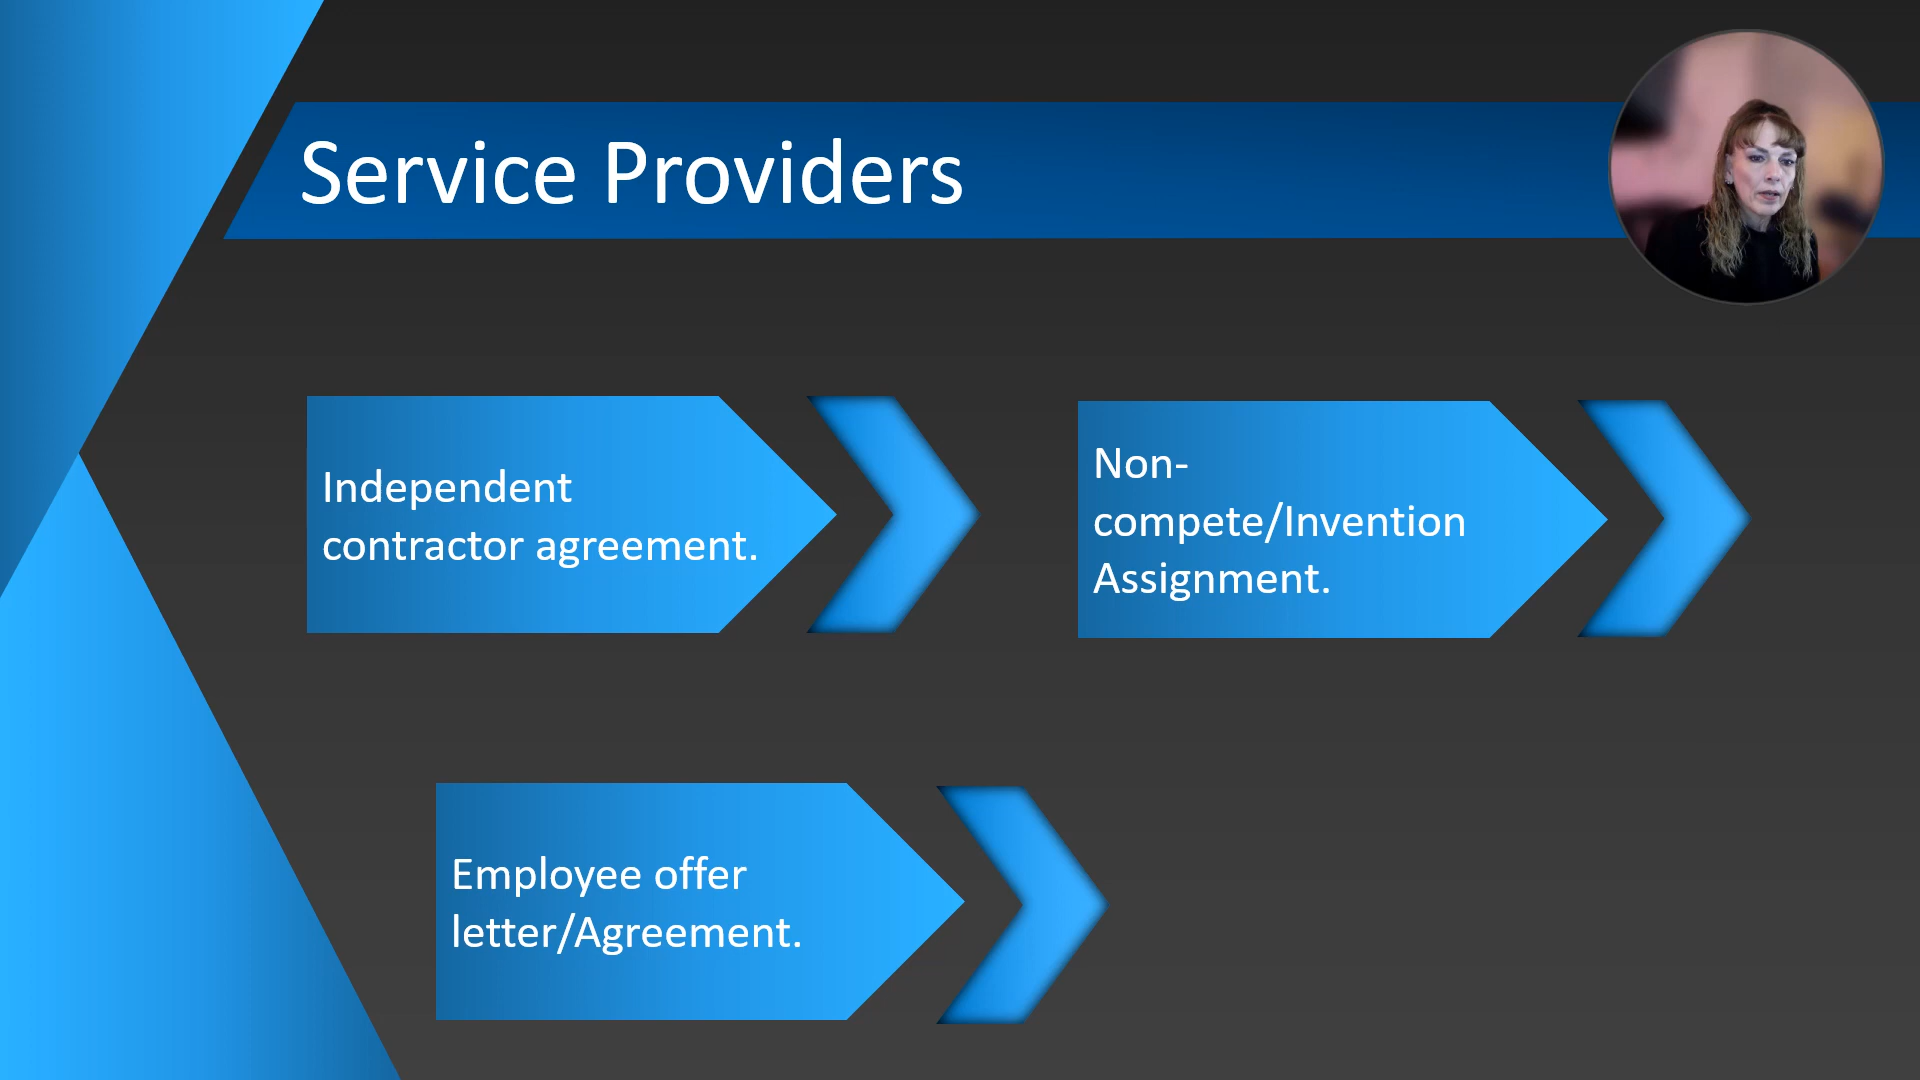 Service Providers
Independent
contractor agreement.
Non-
compete/Invention
Assignment.
Employee offer
letter/Agreement.